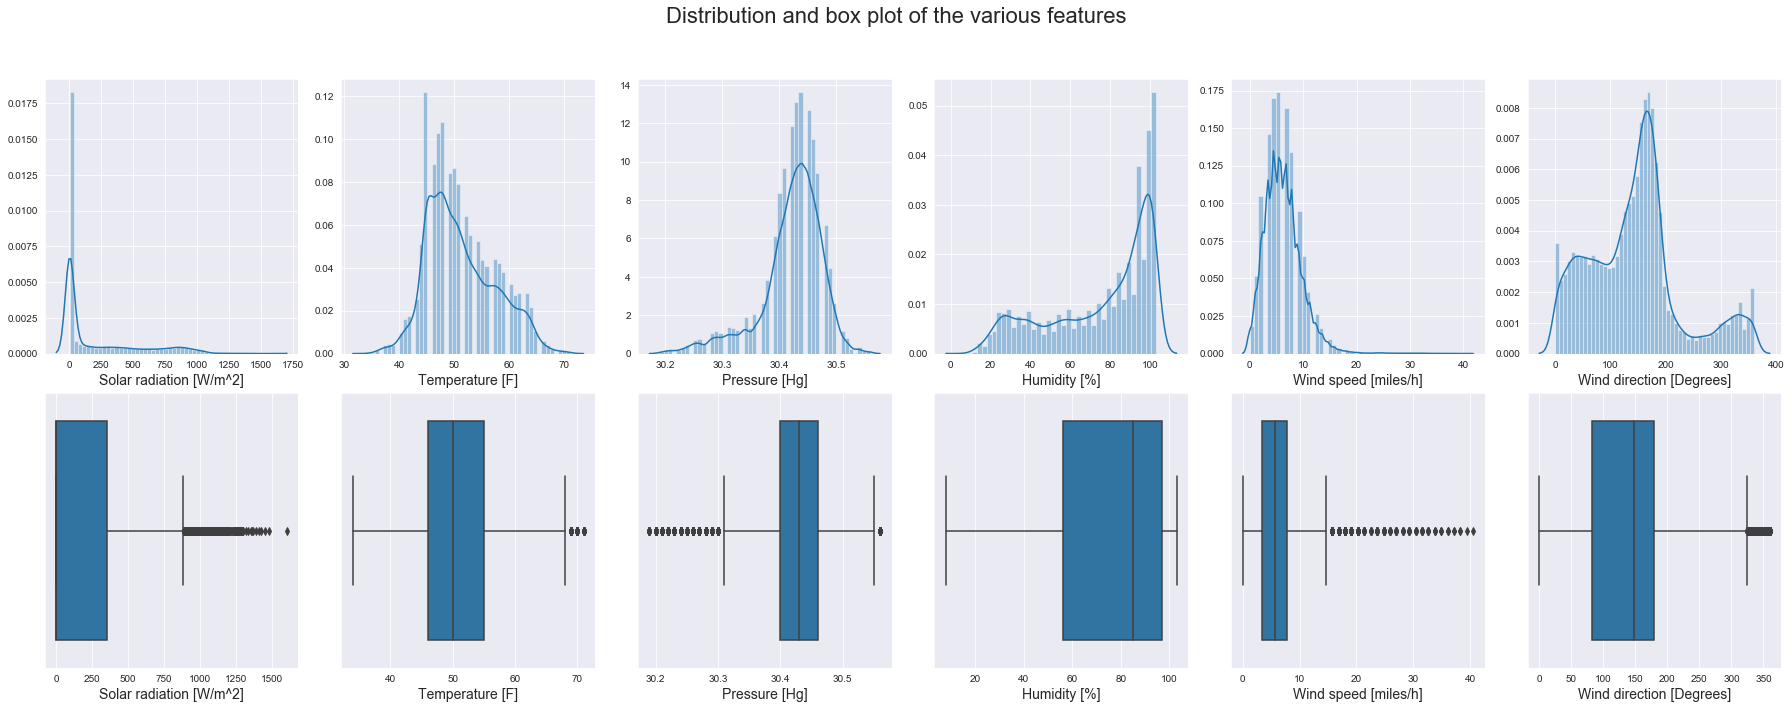 Distribution and box plot of the various features
0.0175
0.0150
0.0125
0.0100
0.0075
0.0050
0.0025
0.0000
0 250 500 750 1000 1250 1500 1750
Solar radiation [W/m^2]
0.12
0.10
0.08
0.06
0.04
0.02
0.00
30 40 50 60 70
Temperature [F]
14
12
10
8
6
4
2
0
30.2 30.3 30.4 30.5
Pressure [Hg]
0.05
0.04
0.03
0.02
0.01
0.00
0 20 40 60 80 100
Humidity [%]
0.175
0.150
0.125
0.100
0.075
0.050
0.025
0.000
0 10 20 30 40
Wind speed [miles/h]
0.008
0.007
0.006
0.005
0.004
0.003
0.002
0.001
0.000
0 100 200 300 400
Wind direction [Degrees]
0 250 500 750 1000 1250 1500
Solar radiation [W/m^2]
40 50 60 70
Temperature [F]
30.2 30.3 30.4 30.5
Pressure [Hg]
20 40 60 80 100
Humidity [%]
0 10 20 30 40
Wind speed [miles/h]
0 50 100 150 200 250 300 350
Wind direction [Degrees]